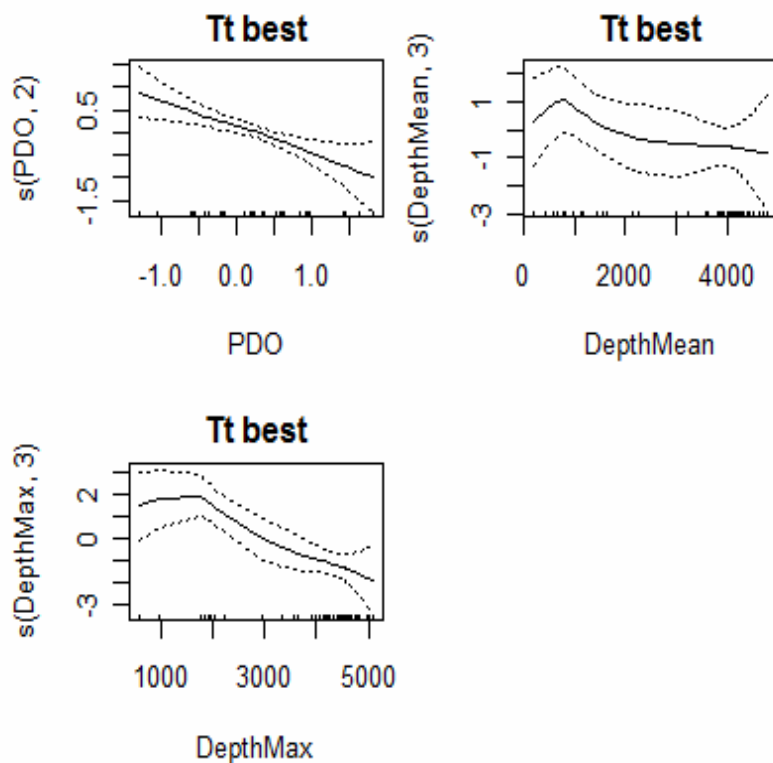 Tt best
s(PDO, 2)
0.5
-1.5
-1.0 0.0 1.0
PDO
Tt best
s(DepthMean, 3)
1
-1
-3
0 2000 4000
DepthMean
Tt best
s(DepthMax, 3)
2
0
-3
1000 3000 5000
DepthMax